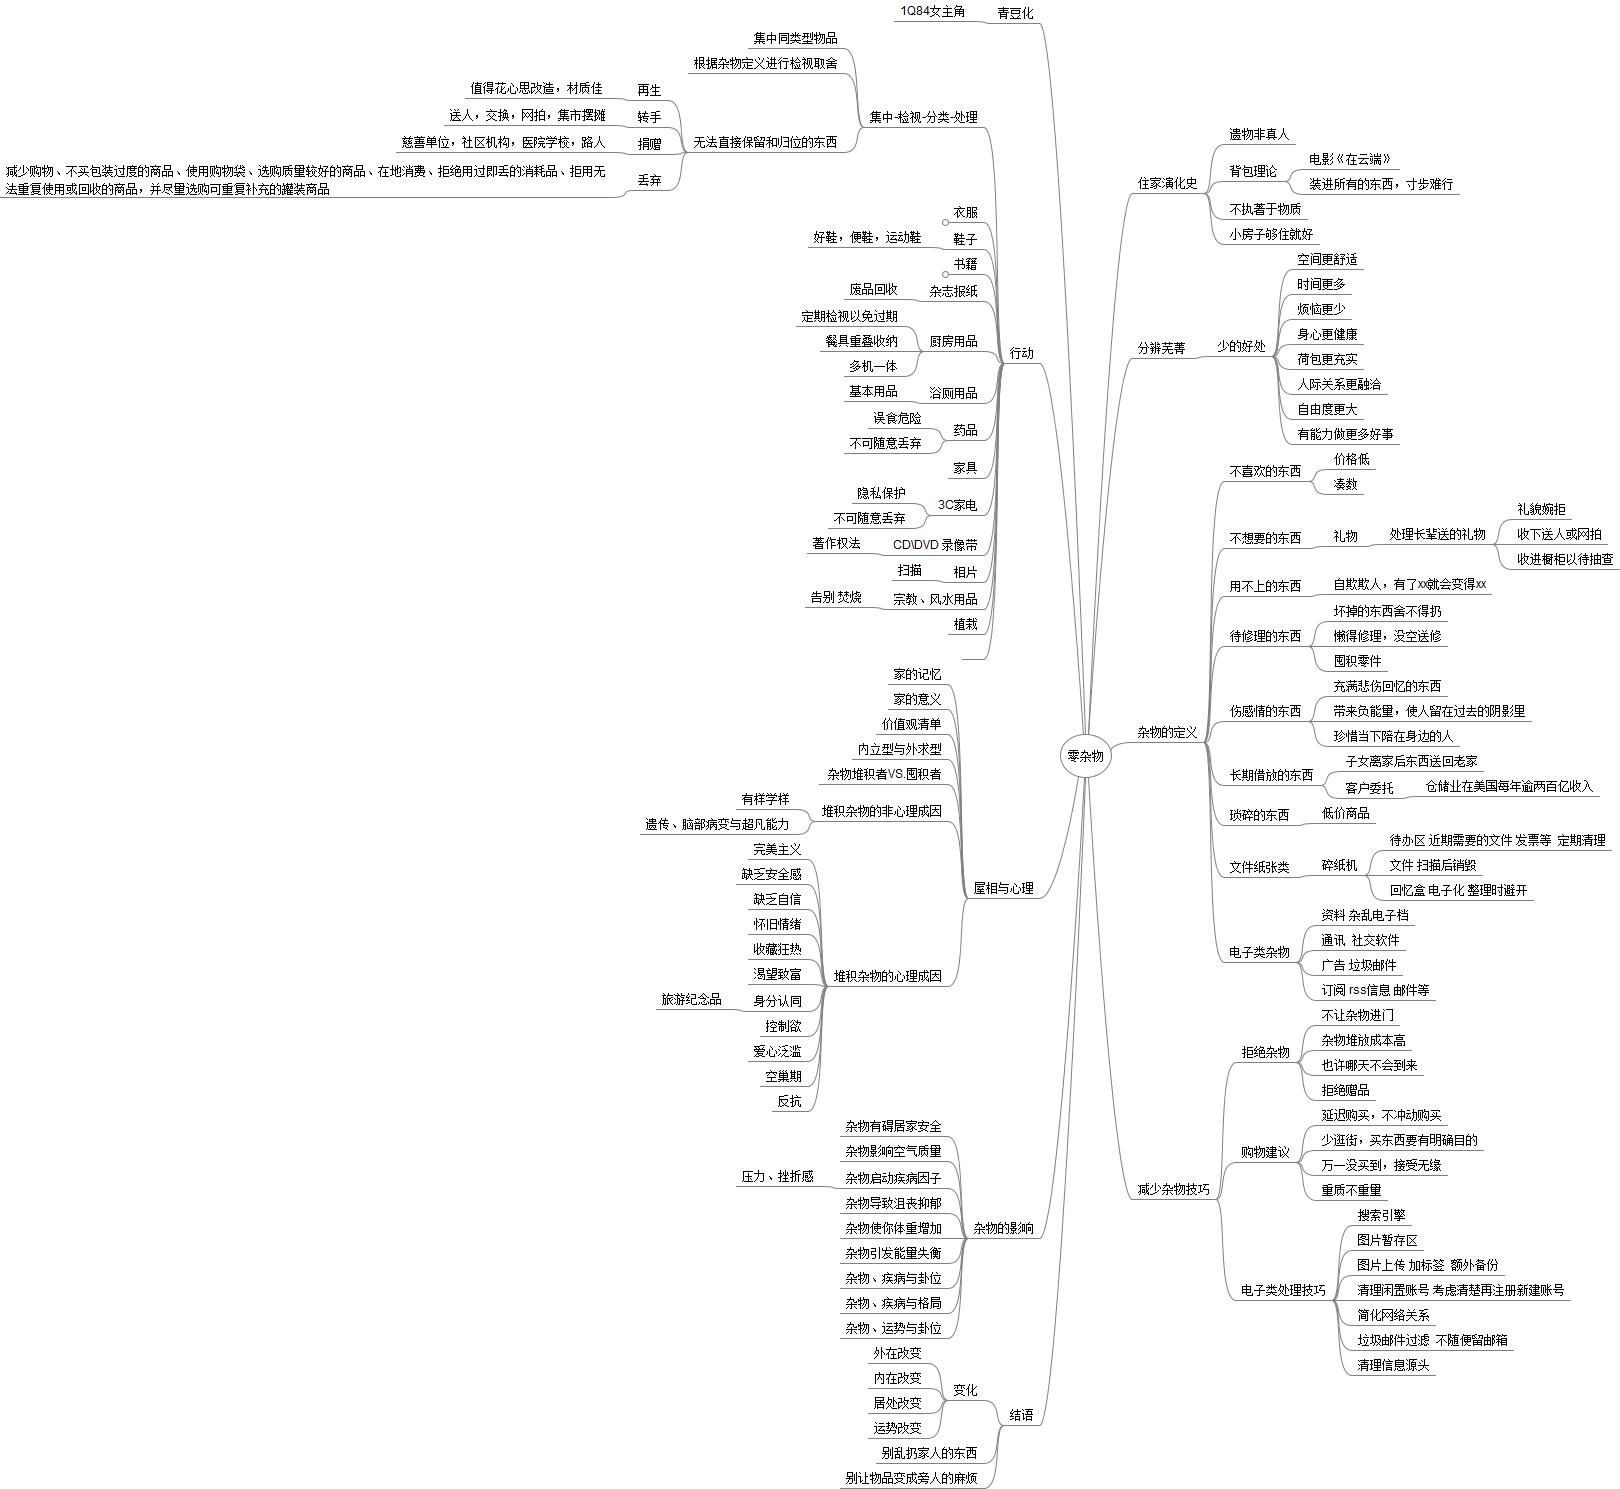 零杂物
住家演化史
遗物非真人
背包理论
电影《在云端》
装进所有的东西，寸步难行
不执著于物质
小房子够住就好
分辨芜菁
少的好处
空间更舒适
时间更多
烦恼更少
身心更健康
荷包更充实
人际关系更融洽
自由度更大
有能力做更多好事
杂物的定义
不喜欢的东西
价格低
凑数
不想要的东西
礼物
处理长辈送的礼物
礼貌婉拒
收下送人或网拍
收进橱柜以待抽查
用不上的东西
自欺欺人，有了xx就会变得xx
待修理的东西
坏掉的东西舍不得扔
懒得修理，没空送修
囤积零件
伤感情的东西
充满悲伤回忆的东西
带来负能量，使人留在过去的阴影里
珍惜当下陪在身边的人
长期借放的东西
子女离家后东西送回老家
客户委托
仓储业在美国每年逾两百亿收入
琐碎的东西
低价商品
文件纸张类
碎纸机
待办区 近期需要的文件 发票等 定期清理
文件 扫描后销毁
回忆盒 电子化 整理时避开
电子类杂物
资料 杂乱电子档
通讯 社交软件
广告 垃圾邮件
订阅 rss信息 邮件等
减少杂物技巧
拒绝杂物
不让杂物进门
杂物堆放成本高
也许哪天不会到来
拒绝赠品
购物建议
延迟购买，不冲动购买
少逛街，买东西要有明确目的
万一没买到，接受无缘
重质不重量
电子类处理技巧
搜索引擎
图片暂存区
图片上传 加标签 额外备份
清理闲置账号 考虑清楚再注册新建账号
简化网络关系
垃圾邮件过滤 不随便留邮箱
清理信息源头
青豆化
1Q84女主角
行动
集中-检视-分类-处理
集中同类型物品
根据杂物定义进行检视取舍
无法直接保留和归位的东西
再生
值得花心思改造，材质佳
转手
送人，交换，网拍，集市摆摊
捐赠
慈善单位，社区机构，医院学校，路人
丢弃
减少购物、不买包装过度的商品、使用购物袋、选购质量较好的商品、在地消费、拒绝用过即丢的消耗品、拒用无
法重复使用或回收的商品，并尽量选购可重复补充的罐装商品
衣服
鞋子
好鞋，便鞋，运动鞋
书籍
杂志报纸
废品回收
厨房用品
定期检视以免过期
餐具重叠收纳
多机一体
浴厕用品
基本用品
药品
误食危险
不可随意丢弃
家具
3C家电
隐私保护
不可随意丢弃
CD\DVD 录像带
著作权法
相片
扫描
宗教、风水用品
告别 焚烧
植栽
屋相与心理
家的记忆
家的意义
价值观清单
内立型与外求型
杂物堆积者VS.囤积者
堆积杂物的非心理成因
有样学样
遗传、脑部病变与超凡能力
堆积杂物的心理成因
完美主义
缺乏安全感
缺乏自信
怀旧情绪
收藏狂热
渴望致富
身分认同
旅游纪念品
控制欲
爱心泛滥
空巢期
反抗
杂物的影响
杂物有碍居家安全
杂物影响空气质量
杂物启动疾病因子
压力、挫折感
杂物导致沮丧抑郁
杂物使你体重增加
杂物引发能量失衡
杂物、疾病与卦位
杂物、疾病与格局
杂物、运势与卦位
结语
变化
外在改变
内在改变
居处改变
运势改变
别乱扔家人的东西
别让物品变成旁人的麻烦